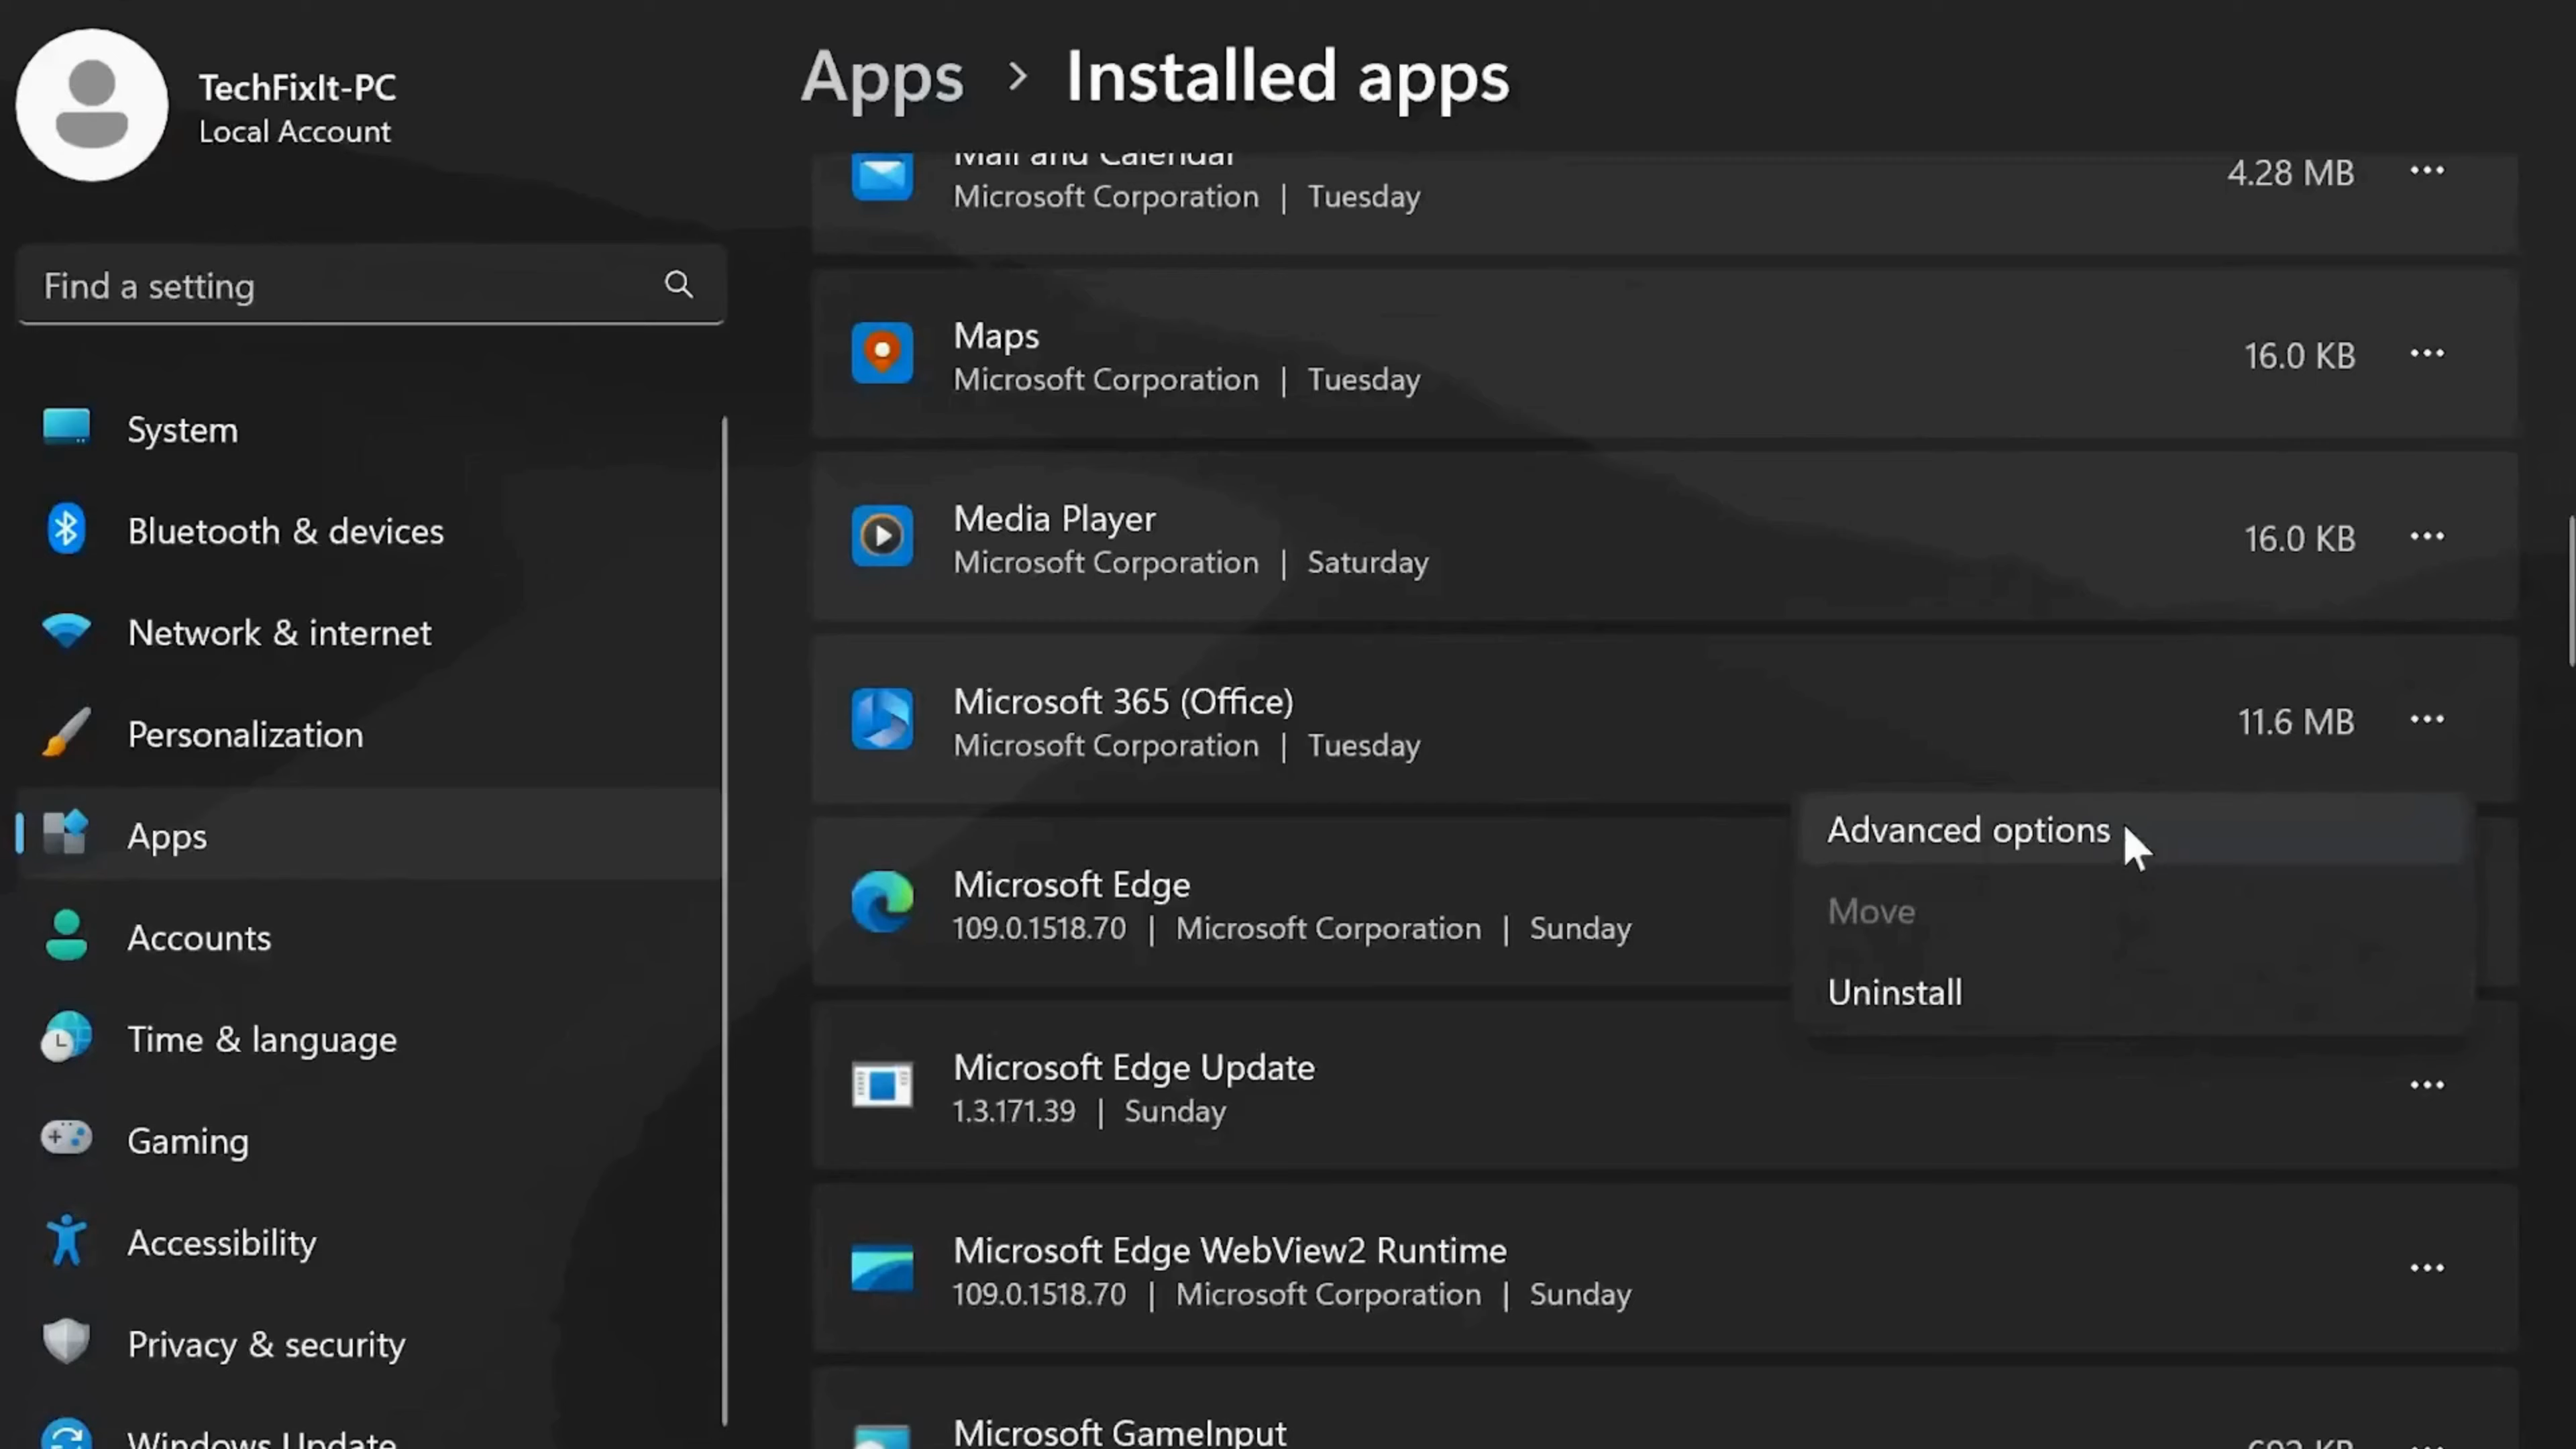 TechFixIt-PC
Local Account
Find a setting
System
Bluetooth & devices
Network & internet
Personalization
Apps
Accounts
Time & language
Gaming
Accessibility
Privacy & security
Windows Update
Apps > Installed apps
Mail and Calendar
Microsoft Corporation | Tuesday
4.28 MB
Maps
Microsoft Corporation | Tuesday
16.0 KB
Media Player
Microsoft Corporation | Saturday
16.0 KB
Microsoft 365 (Office)
Microsoft Corporation | Tuesday
11.6 MB
Microsoft Edge
109.0.1518.70 | Microsoft Corporation | Sunday
Advanced options
Move
Uninstall
Microsoft Edge Update
1.3.171.39 | Sunday
Microsoft Edge WebView2 Runtime
109.0.1518.70 | Microsoft Corporation | Sunday
Microsoft GameInput